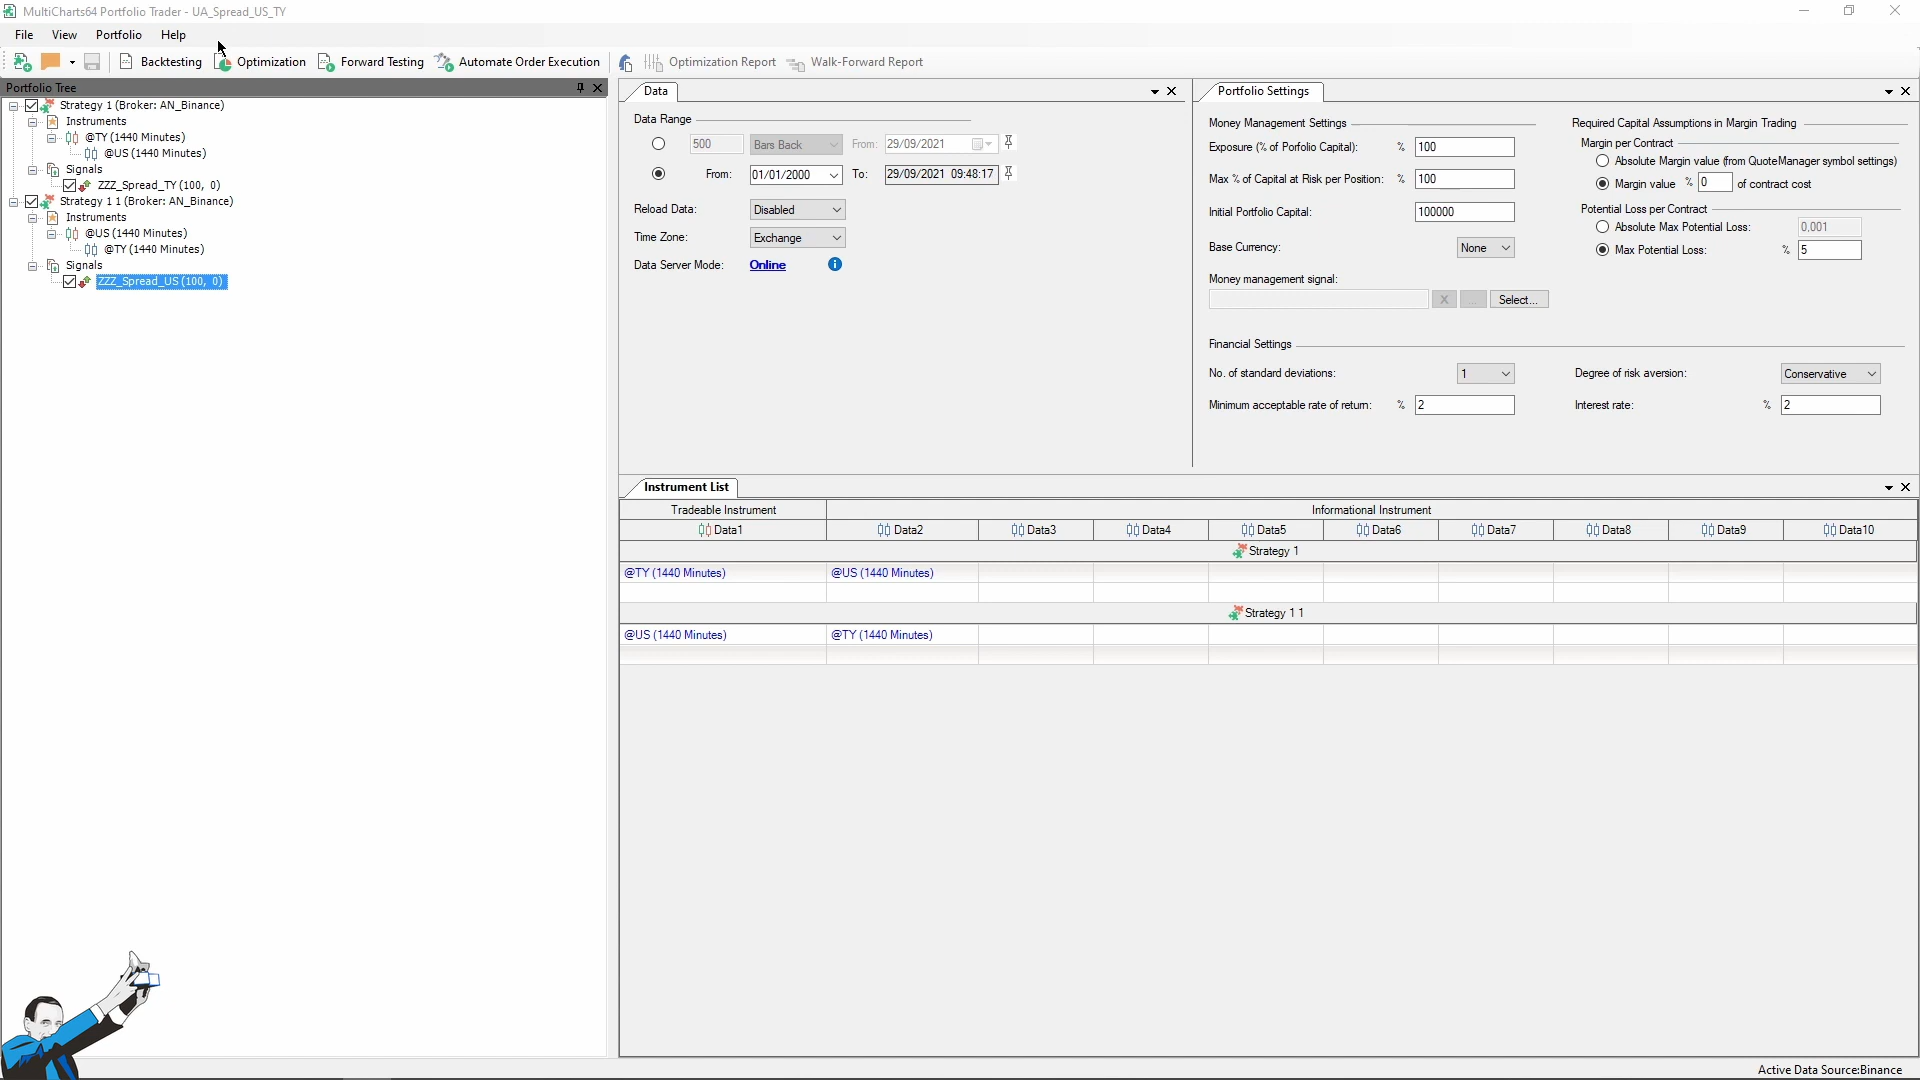 MultiCharts64 Portfolio Trader - UA_Spread_US_TY
File View Portfolio Help
Backtesting Optimization Forward Testing Automate Order Execution Optimization Report Walk-Forward Report
Portfolio Tree
Strategy 1 (Broker: AN_Binance)
Instruments
@TY (1440 Minutes)
@US (1440 Minutes)
Signals
ZZZ_Spread_TY (100, 0)
Strategy 1 1 (Broker: AN_Binance)
Instruments
@US (1440 Minutes)
@TY (1440 Minutes)
Signals
ZZZ_Spread_US (100, 0)
Data
Data Range
500 Bars Back From: 29/09/2021
From: 01/01/2000 To: 29/09/2021 09:48:17
Reload Data: Disabled
Time Zone: Exchange
Data Server Mode: Online
Portfolio Settings
Money Management Settings
Exposure (% of Porfolio Capital): % 100
Max % of Capital at Risk per Position: % 100
Initial Portfolio Capital: 100000
Base Currency: None
Money management signal:
X ... Select...
Required Capital Assumptions in Margin Trading
Margin per Contract
Absolute Margin value (from QuoteManager symbol settings)
Margin value % 0 of contract cost
Potential Loss per Contract
Absolute Max Potential Loss: 0,001
Max Potential Loss: % 5
Financial Settings
No. of standard deviations: 1 Degree of risk aversion: Conservative
Minimum acceptable rate of return: % 2 Interest rate: % 2
Instrument List
Tradeable Instrument Informational Instrument
Data1 Data2 Data3 Data4 Data5 Data6 Data7 Data8 Data9 Data10
Strategy 1
@TY (1440 Minutes) @US (1440 Minutes)
Strategy 1 1
@US (1440 Minutes) @TY (1440 Minutes)
Active Data Source:Binance